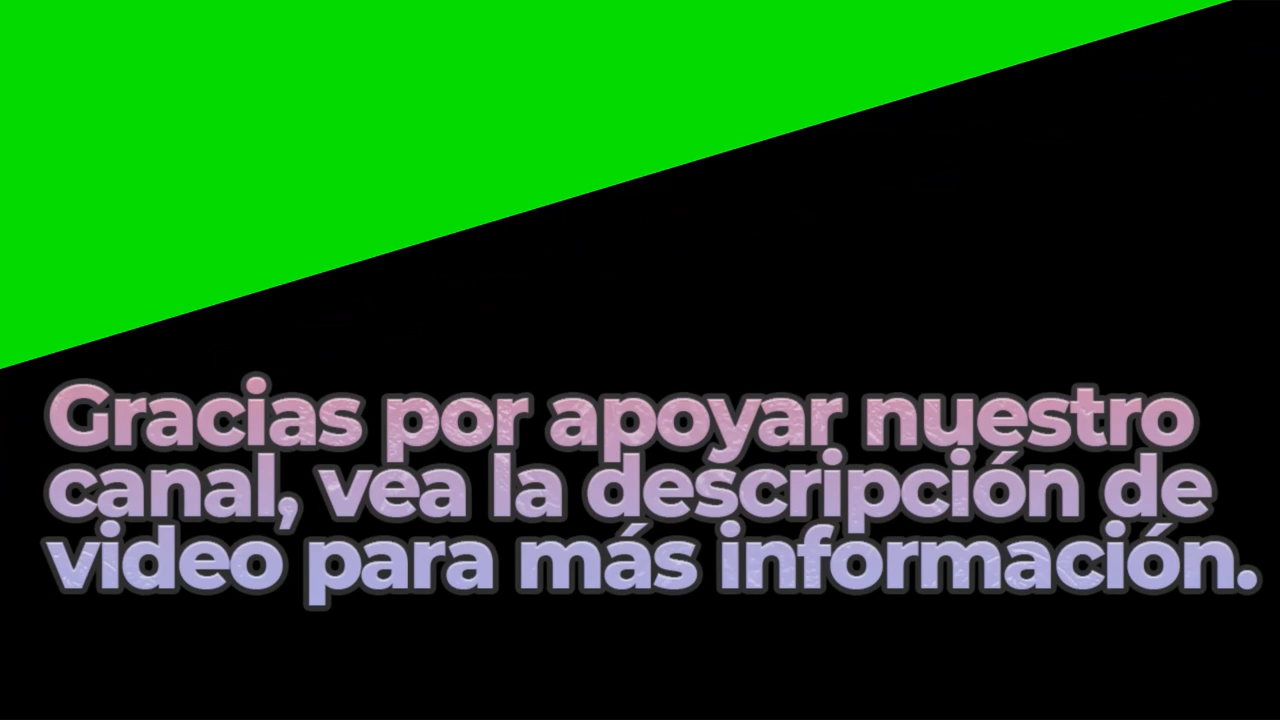 Gracias por apoyar nuestro
canal, vea la descripción de
video para más información.